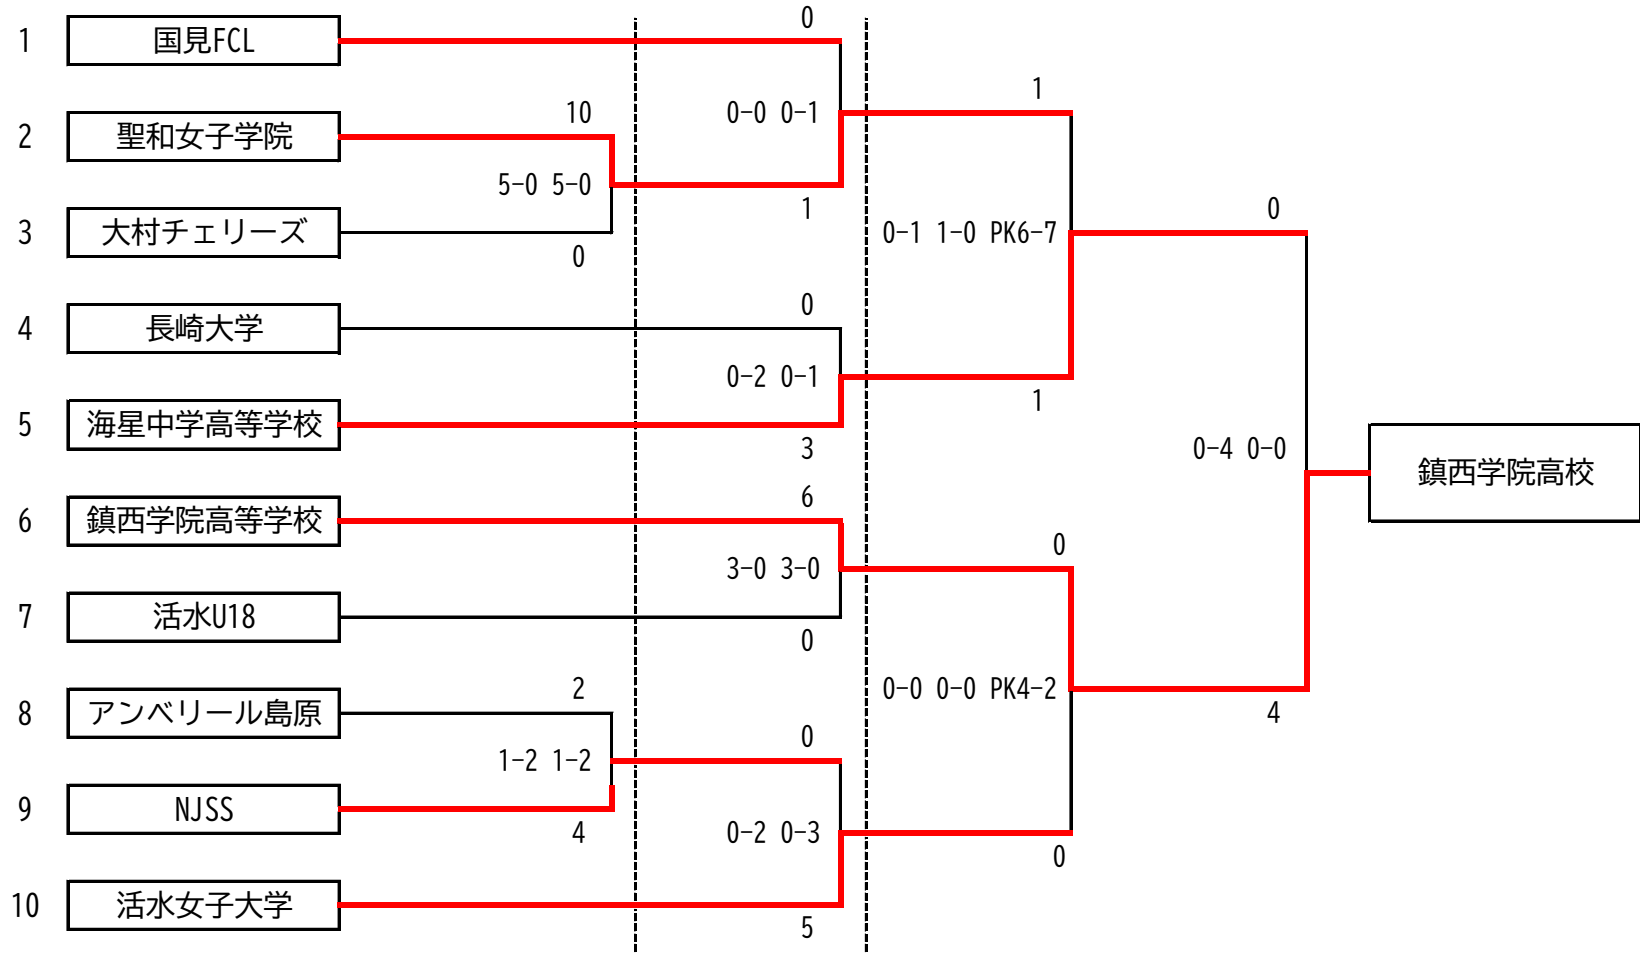 0
1 国見FCL
1
10
0-0 0-1
2 聖和女子学院
5-0 5-0
1
0
3 大村チェリーズ
0-1 1-0 PK6-7
0
0
4 長崎大学
0-2 0-1
1
5 海星中学高等学校
3
0-4 0-0
鎮西学院高校
6
6 鎮西学院高等学校
0
3-0 3-0
7 活水U18
0
2
0-0 0-0 PK4-2
8 アンベリール島原
4
0
1-2 1-2
9 NJSS
4
0-2 0-3
0
10 活水女子大学
5